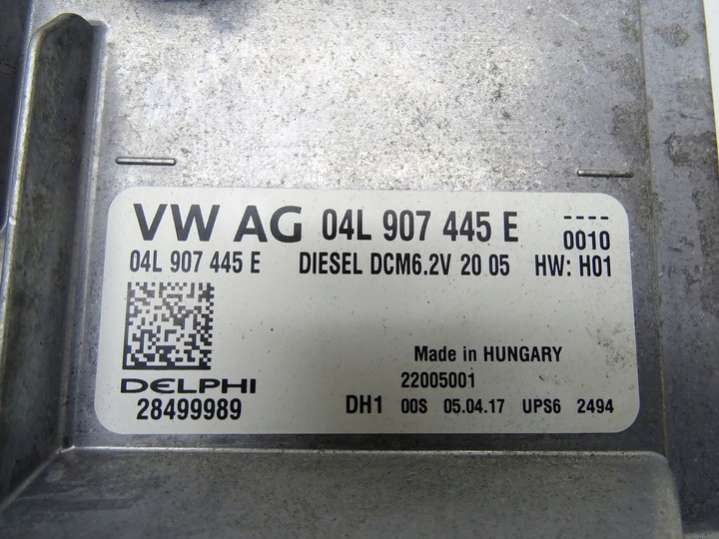 VW AG 04L 907 445 E ----
0010
04L 907 445 E DIESEL DCM6.2V 20 05 HW: H01
Made in HUNGARY
DELPHI 22005001
28499989 DH1 00S 05.04.17 UPS6 2494